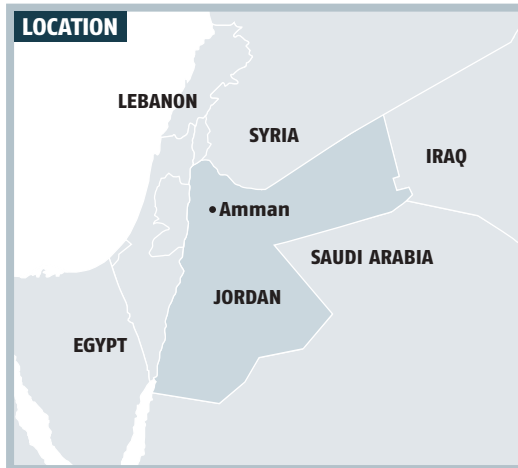 LOCATION
LEBANON
SYRIA
IRAQ
Amman
SAUDI ARABIA
JORDAN
EGYPT